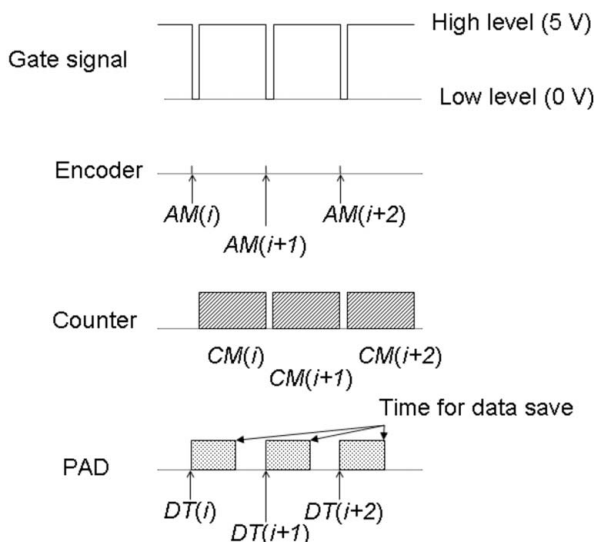 High level (5 V)
Gate signal
Low level (0 V)
Encoder
AM(i)
AM(i+2)
AM(i+1)
Counter
CM(i)
CM(i+2)
CM(i+1)
Time for data save
PAD
DT(i)
DT(i+2)
DT(i+1)